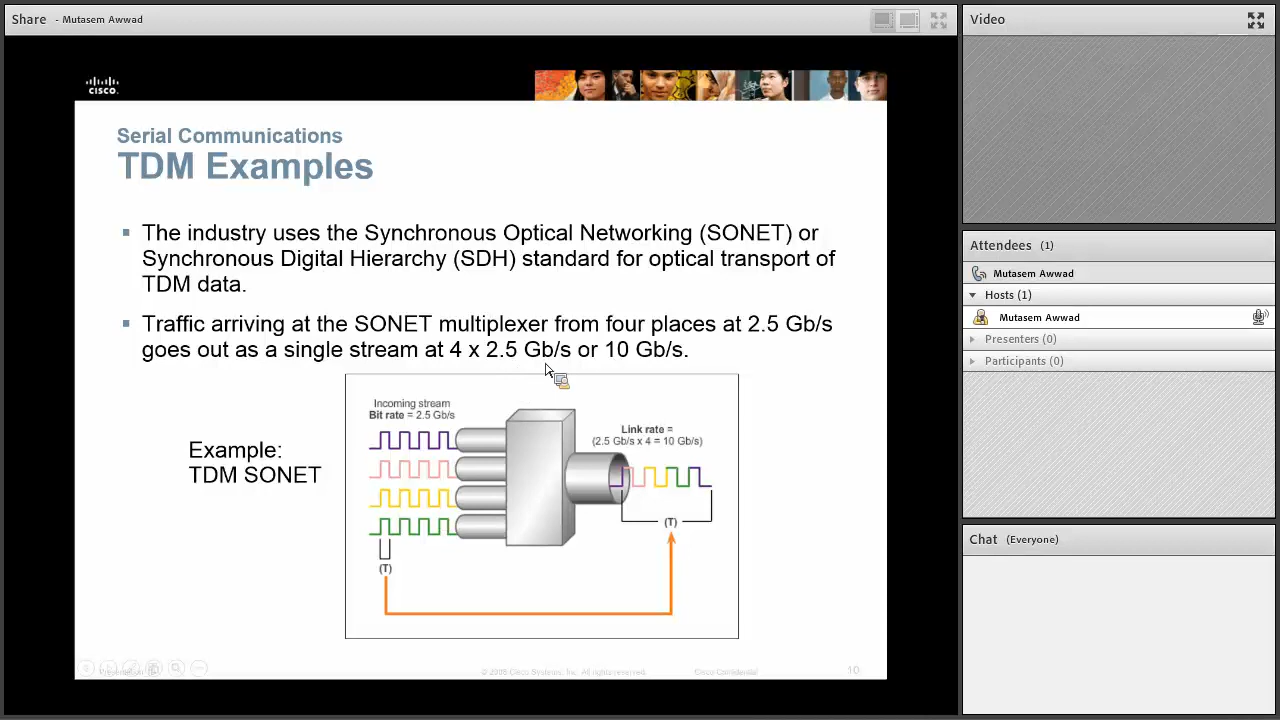 Share - Mutasem Awwad
Video
CISCO.
Serial Communications
TDM Examples
The industry uses the Synchronous Optical Networking (SONET) or
Synchronous Digital Hierarchy (SDH) standard for optical transport of
TDM data.
Traffic arriving at the SONET multiplexer from four places at 2.5 Gb/s
goes out as a single stream at 4 x 2.5 Gb/s or 10 Gb/s.
Example:
TDM SONET
Incoming stream
Bit rate = 2.5 Gb/s
Link rate =
(2.5 Gb/s x 4 = 10 Gb/s)
(T)
(T)
© 2008 Cisco Systems, Inc. All rights reserved.
Cisco Confidential
10
Attendees (1)
Mutasem Awwad
Hosts (1)
Mutasem Awwad
Presenters (0)
Participants (0)
Chat (Everyone)